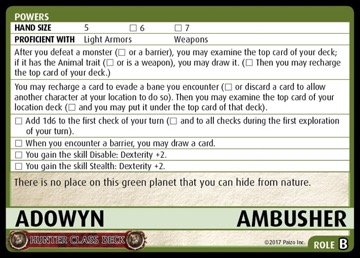 POWERS
HAND SIZE 5 ☐ 6 ☐ 7
PROFICIENT WITH Light Armors Weapons
After you defeat a monster (☐ or a barrier), you may examine the top card of your deck;
if it has the Animal trait (☐ or is a weapon), you may draw it. (☐ Then you may recharge
the top card of your deck.)
You may recharge a card to evade a bane you encounter (☐ or discard a card to allow
another character at your location to do so). Then you may examine the top card of your
location deck (☐ and you may put it under the top card of that deck).
☐ Add 1d6 to the first check of your turn (☐ and to all checks during the first exploration
of your turn).
☐ When you encounter a barrier, you may draw a card.
☐ You gain the skill Disable: Dexterity +2.
☐ You gain the skill Stealth: Dexterity +2.
There is no place on this green planet that you can hide from nature.
ADOWYN AMBUSHER
HUNTER CLASS DECK
©2017 Paizo Inc. ROLE B